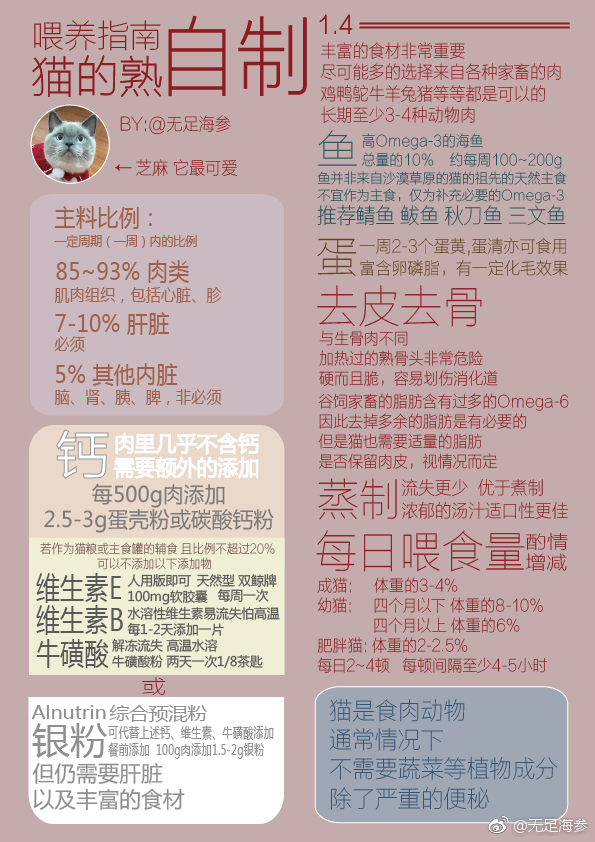 喂养指南
猫的熟自制
1.4
BY:@无足海参
← 芝麻 它最可爱
主料比例：
一定周期（一周）内的比例
85~93% 肉类
肌肉组织，包括心脏、胗
7-10% 肝脏
必须
5% 其他内脏
脑、肾、胰、脾，非必须
钙
肉里几乎不含钙
需要额外的添加
每500g肉添加
2.5-3g蛋壳粉或碳酸钙粉
若作为猫粮或主食罐的辅食 且比例不超过20%
可以不添加以下添加物
维生素E
人用版即可 天然型 双鲸牌
100mg软胶囊 每周一次
维生素B
水溶性维生素易流失怕高温
每1-2天添加一片
牛磺酸
解冻流失 高温水溶
牛磺酸粉 两天一次1/8茶匙
或
Alnutrin 综合预混粉
银粉
可代替上述钙、维生素、牛磺酸添加
餐前添加 100g肉添加1.5-2g银粉
但仍需要肝脏
以及丰富的食材
丰富的食材非常重要
尽可能多的选择来自各种家畜的肉
鸡鸭鸵牛羊兔猪等等都是可以的
长期至少3-4种动物肉
鱼
高Omega-3的海鱼
总量的10% 约每周100~200g
鱼并非来自沙漠草原的猫的祖先的天然主食
不宜作为主食，仅为补充必要的Omega-3
推荐鲭鱼 鲅鱼 秋刀鱼 三文鱼
蛋
一周2-3个蛋黄,蛋清亦可食用
富含卵磷脂，有一定化毛效果
去皮去骨
与生骨肉不同
加热过的熟骨头非常危险
硬而且脆，容易划伤消化道
谷饲家畜的脂肪含有过多的Omega-6
因此去掉多余的脂肪是有必要的
但是猫也需要适量的脂肪
是否保留肉皮，视情况而定
蒸制
流失更少 优于煮制
浓郁的汤汁适口性更佳
每日喂食量
酌情
增减
成猫： 体重的3-4%
幼猫： 四个月以下 体重的8-10%
四个月以上 体重的6%
肥胖猫: 体重的2-2.5%
每日2~4顿 每顿间隔至少4-5小时
猫是食肉动物
通常情况下
不需要蔬菜等植物成分
除了严重的便秘
@无足海参